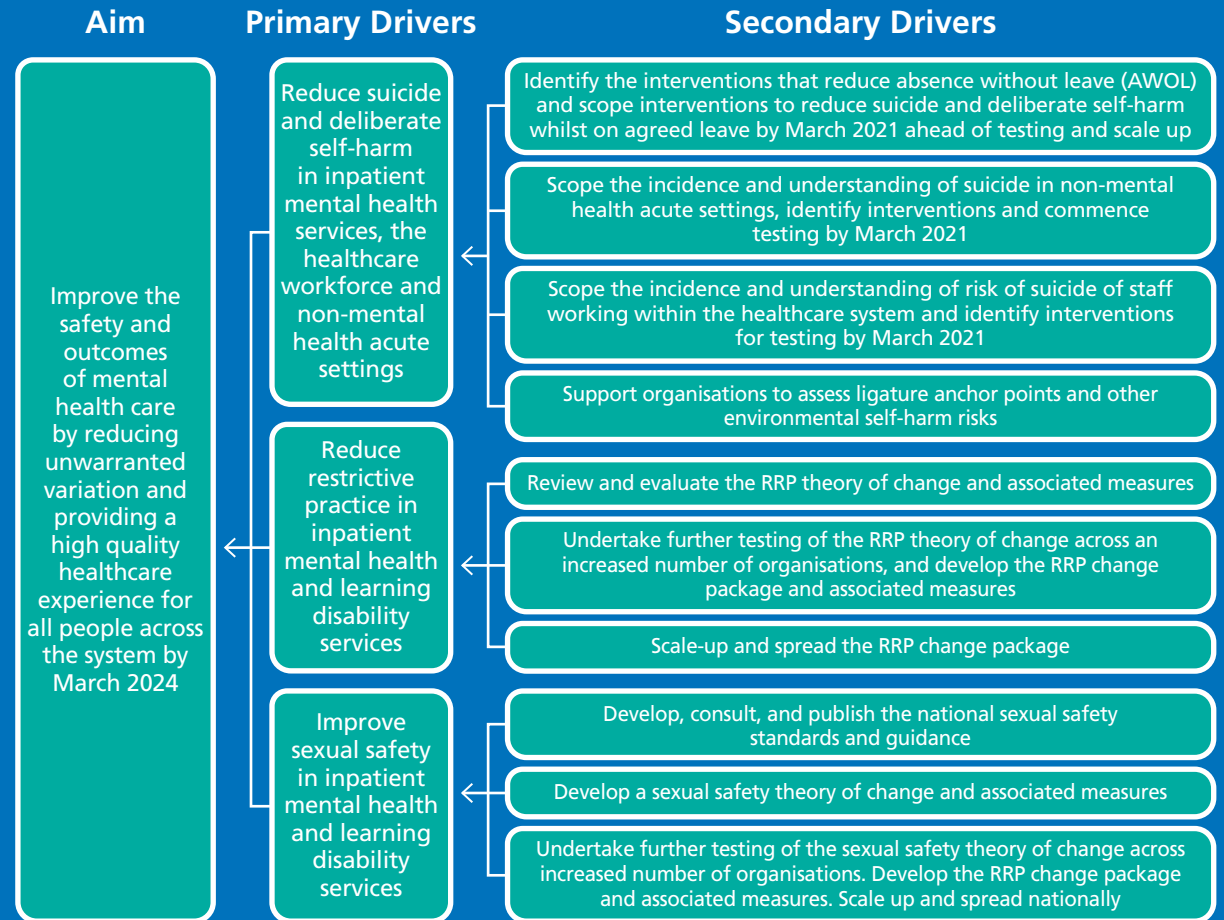 Aim
Primary Drivers
Secondary Drivers
Improve the
safety and
outcomes
of mental
health care
by reducing
unwarranted
variation and
providing a
high quality
healthcare
experience for
all people across
the system by
March 2024
Reduce suicide
and deliberate
self-harm
in inpatient
mental health
services, the
healthcare
workforce and
non-mental
health acute
settings
Identify the interventions that reduce absence without leave (AWOL)
and scope interventions to reduce suicide and deliberate self-harm
whilst on agreed leave by March 2021 ahead of testing and scale up
Scope the incidence and understanding of suicide in non-mental
health acute settings, identify interventions and commence
testing by March 2021
Scope the incidence and understanding of risk of suicide of staff
working within the healthcare system and identify interventions
for testing by March 2021
Support organisations to assess ligature anchor points and other
environmental self-harm risks
Reduce
restrictive
practice in
inpatient
mental health
and learning
disability
services
Review and evaluate the RRP theory of change and associated measures
Undertake further testing of the RRP theory of change across an
increased number of organisations, and develop the RRP change
package and associated measures
Scale-up and spread the RRP change package
Improve
sexual safety
in inpatient
mental health
and learning
disability
services
Develop, consult, and publish the national sexual safety
standards and guidance
Develop a sexual safety theory of change and associated measures
Undertake further testing of the sexual safety theory of change across
increased number of organisations. Develop the RRP change package
and associated measures. Scale up and spread nationally